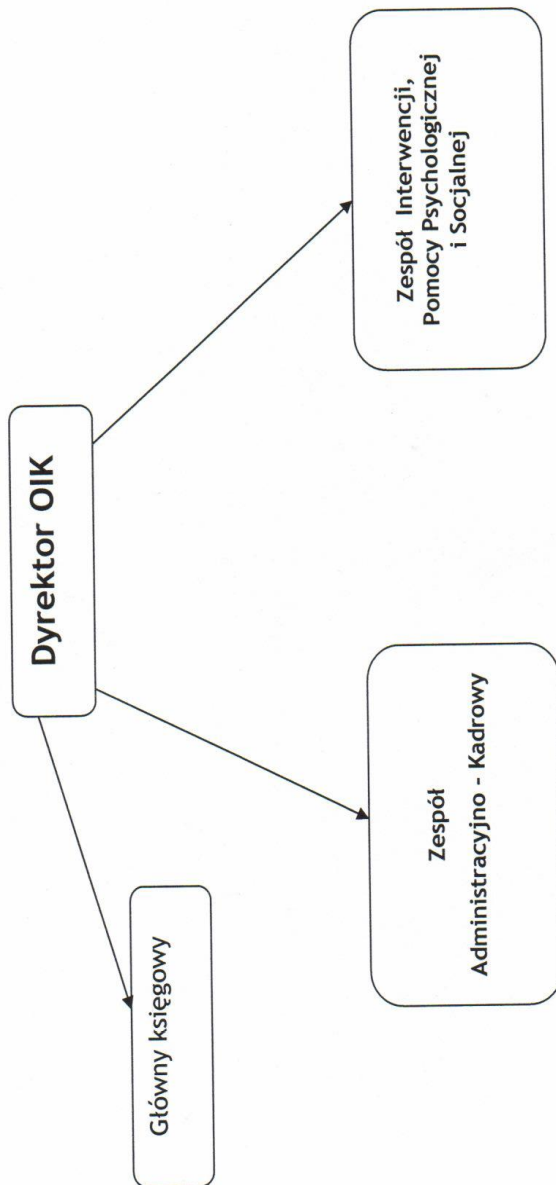 Dyrektor OIK
Główny księgowy
Zespół
Administracyjno - Kadrowy
Zespół Interwencji,
Pomocy Psychologicznej
i Socjalnej